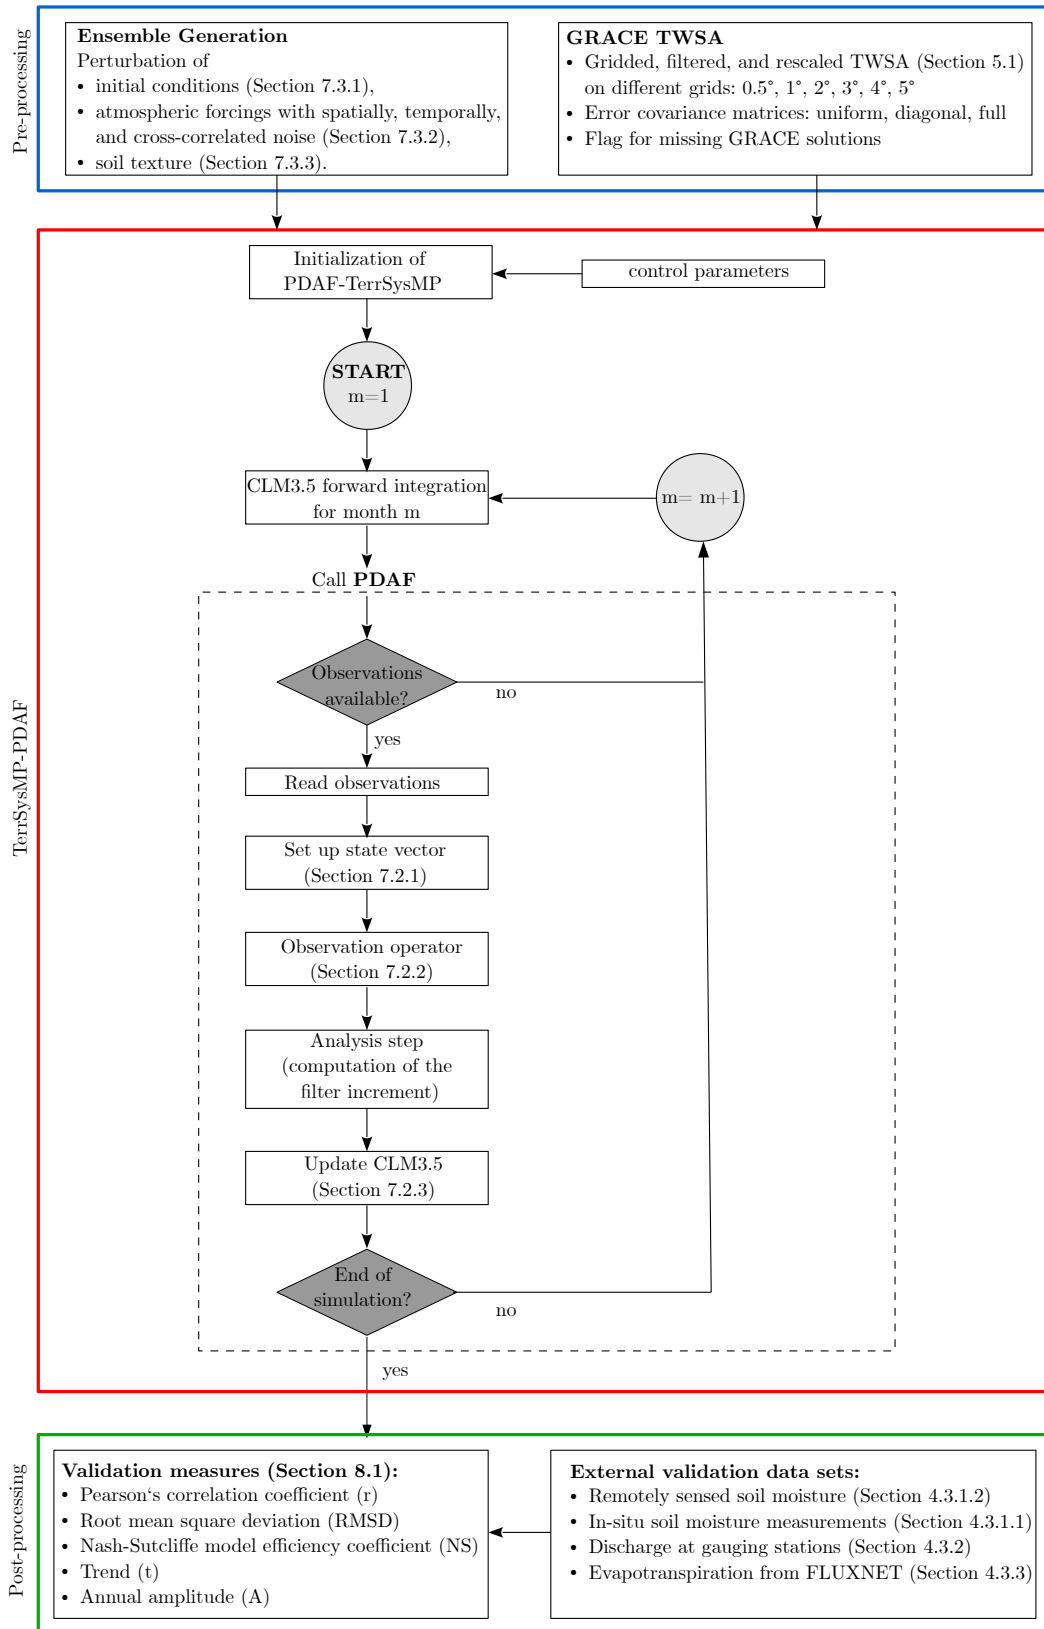 Pre-processing
Ensemble Generation
Perturbation of
• initial conditions (Section 7.3.1),
• atmospheric forcings with spatially, temporally,
and cross-correlated noise (Section 7.3.2),
• soil texture (Section 7.3.3).
GRACE TWSA
• Gridded, filtered, and rescaled TWSA (Section 5.1)
on different grids: 0.5°, 1°, 2°, 3°, 4°, 5°
• Error covariance matrices: uniform, diagonal, full
• Flag for missing GRACE solutions
TerrSysMP-PDAF
Initialization of
PDAF-TerrSysMP
control parameters
START
m=1
CLM3.5 forward integration
for month m
m= m+1
Call PDAF
Observations
available?
no
yes
Read observations
Set up state vector
(Section 7.2.1)
Observation operator
(Section 7.2.2)
Analysis step
(computation of the
filter increment)
Update CLM3.5
(Section 7.2.3)
End of
simulation?
no
yes
Post-processing
Validation measures (Section 8.1):
• Pearson‘s correlation coefficient (r)
• Root mean square deviation (RMSD)
• Nash-Sutcliffe model efficiency coefficient (NS)
• Trend (t)
• Annual amplitude (A)
External validation data sets:
• Remotely sensed soil moisture (Section 4.3.1.2)
• In-situ soil moisture measurements (Section 4.3.1.1)
• Discharge at gauging stations (Section 4.3.2)
• Evapotranspiration from FLUXNET (Section 4.3.3)